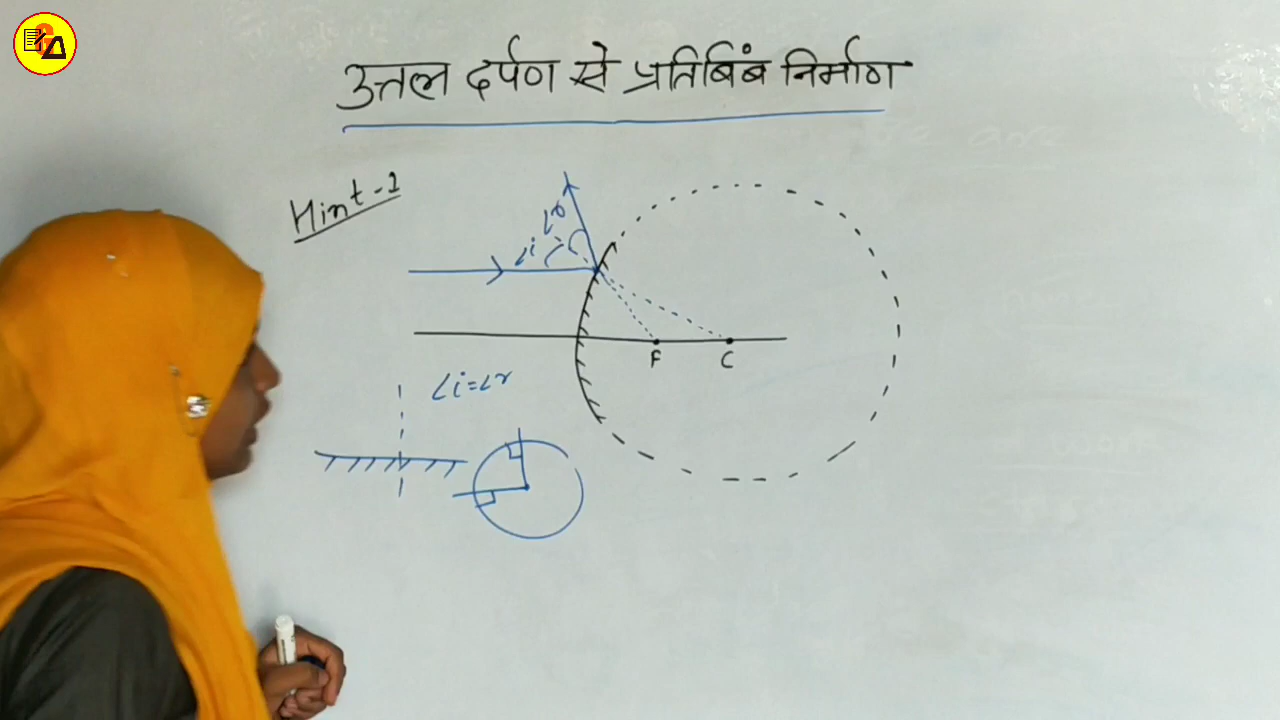 उत्तल दर्पण से प्रतिबिंब निर्माण
Hint-1
∠i
∠r
F
C
∠i=∠r